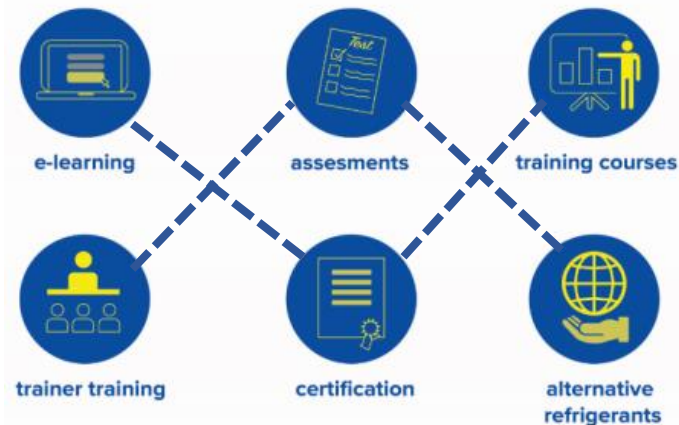 Test
e-learning
assesments
training courses
trainer training
certification
alternative
refrigerants